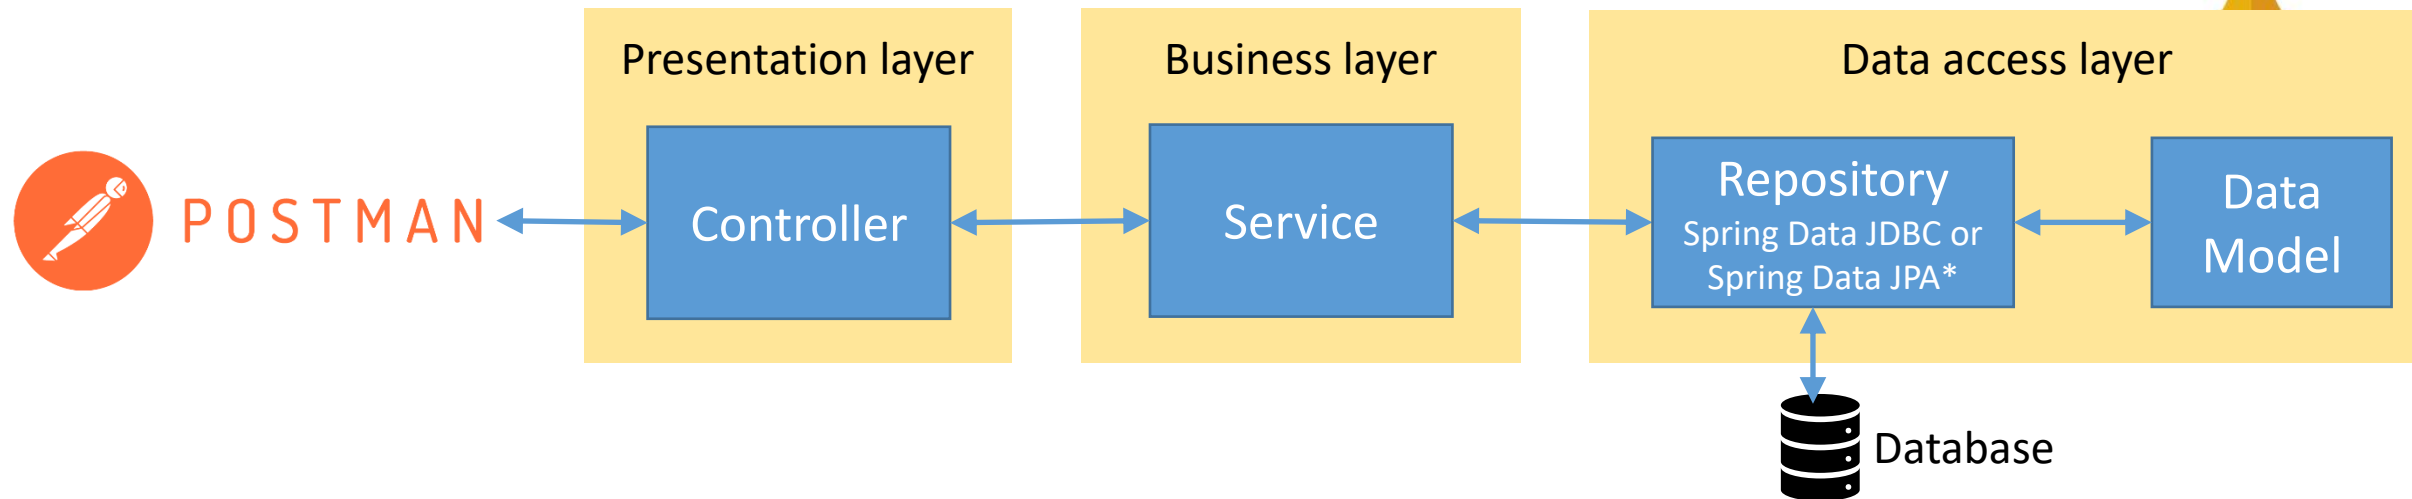 Presentation layer
Business layer
Data access layer
POSTMAN
Controller
Service
Repository
Spring Data JDBC or
Spring Data JPA*
Data
Model
Database